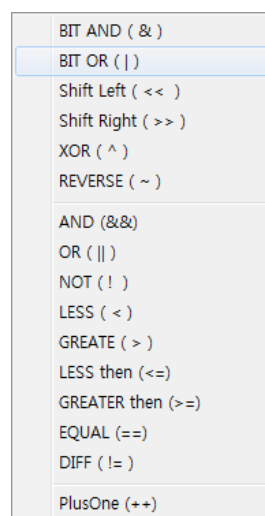 BIT AND ( & )
BIT OR ( | )
Shift Left ( << )
Shift Right ( >> )
XOR ( ^ )
REVERSE ( ~ )
AND (&&)
OR ( || )
NOT ( ! )
LESS ( < )
GREATE ( > )
LESS then (<=)
GREATER then (>=)
EQUAL (==)
DIFF ( != )
PlusOne (++)